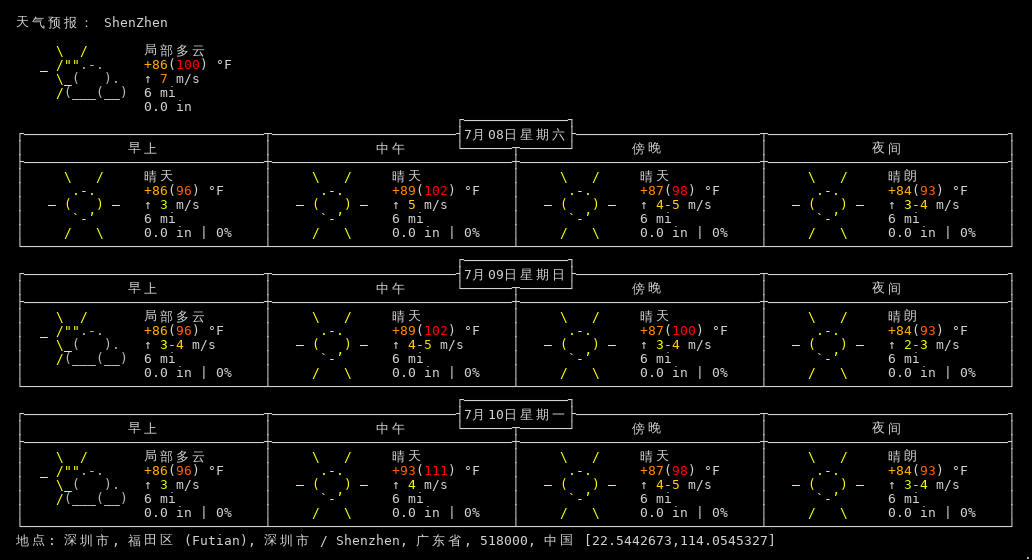 天气预报： ShenZhen
局部多云
+86(100) °F
↑ 7 m/s
6 mi
0.0 in
7月08日星期六
早上 中午 傍晚 夜间
晴天 晴天 晴天 晴朗
+86(96) °F +89(102) °F +87(98) °F +84(93) °F
↑ 3 m/s ↑ 5 m/s ↑ 4-5 m/s ↑ 3-4 m/s
6 mi 6 mi 6 mi 6 mi
0.0 in | 0% 0.0 in | 0% 0.0 in | 0% 0.0 in | 0%
7月09日星期日
早上 中午 傍晚 夜间
局部多云 晴天 晴天 晴朗
+86(96) °F +89(102) °F +87(100) °F +84(93) °F
↑ 3-4 m/s ↑ 4-5 m/s ↑ 3-4 m/s ↑ 2-3 m/s
6 mi 6 mi 6 mi 6 mi
0.0 in | 0% 0.0 in | 0% 0.0 in | 0% 0.0 in | 0%
7月10日星期一
早上 中午 傍晚 夜间
局部多云 晴天 晴天 晴朗
+86(96) °F +93(111) °F +87(98) °F +84(93) °F
↑ 3 m/s ↑ 4 m/s ↑ 4-5 m/s ↑ 3-4 m/s
6 mi 6 mi 6 mi 6 mi
0.0 in | 0% 0.0 in | 0% 0.0 in | 0% 0.0 in | 0%
地点: 深圳市, 福田区 (Futian), 深圳市 / Shenzhen, 广东省, 518000, 中国 [22.5442673,114.0545327]